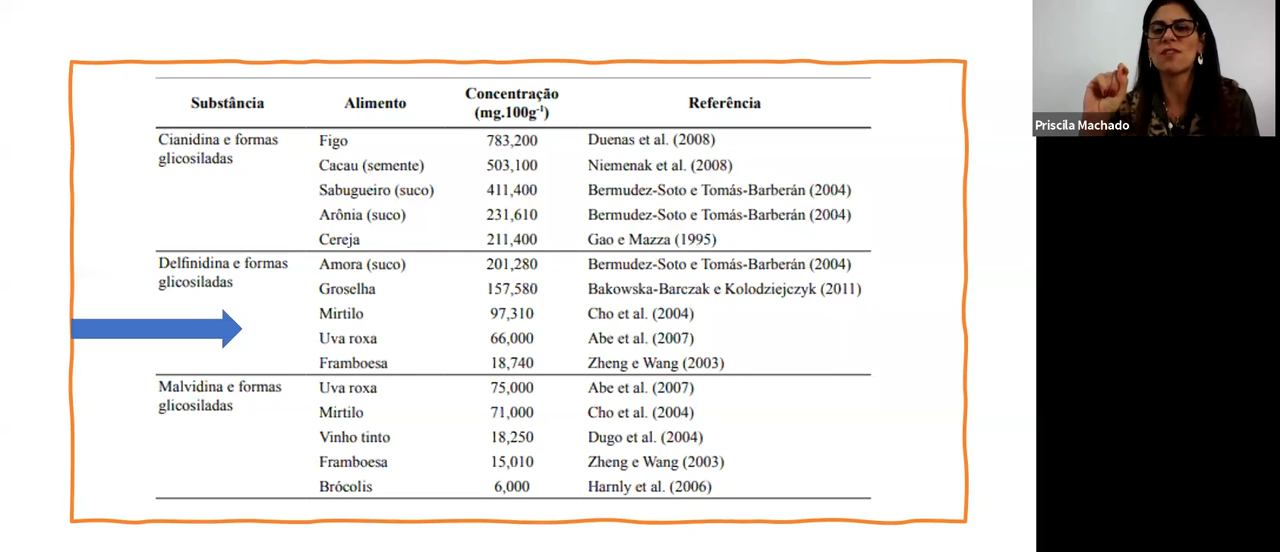 Substância Alimento Concentração (mg.100g-1) Referência
Cianidina e formas glicosiladas
Figo 783,200 Duenas et al. (2008)
Cacau (semente) 503,100 Niemenak et al. (2008)
Sabugueiro (suco) 411,400 Bermudez-Soto e Tomás-Barberán (2004)
Arônia (suco) 231,610 Bermudez-Soto e Tomás-Barberán (2004)
Cereja 211,400 Gao e Mazza (1995)
Delfinidina e formas glicosiladas
Amora (suco) 201,280 Bermudez-Soto e Tomás-Barberán (2004)
Groselha 157,580 Bakowska-Barczak e Kolodziejczyk (2011)
Mirtilo 97,310 Cho et al. (2004)
Uva roxa 66,000 Abe et al. (2007)
Framboesa 18,740 Zheng e Wang (2003)
Malvidina e formas glicosiladas
Uva roxa 75,000 Abe et al. (2007)
Mirtilo 71,000 Cho et al. (2004)
Vinho tinto 18,250 Dugo et al. (2004)
Framboesa 15,010 Zheng e Wang (2003)
Brócolis 6,000 Harnly et al. (2006)
Priscila Machado